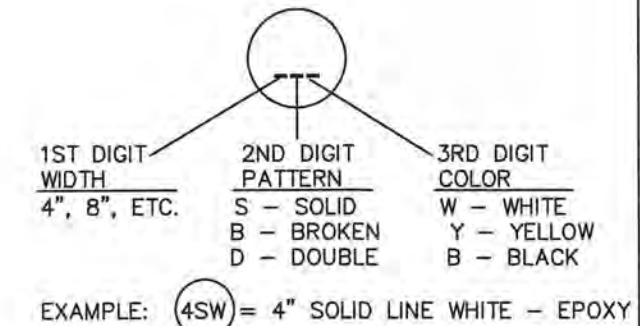 1ST DIGIT 2ND DIGIT 3RD DIGIT
WIDTH PATTERN COLOR
4", 8", ETC. S – SOLID W – WHITE
B – BROKEN Y – YELLOW
D – DOUBLE B – BLACK
EXAMPLE: 4SW = 4" SOLID LINE WHITE – EPOXY